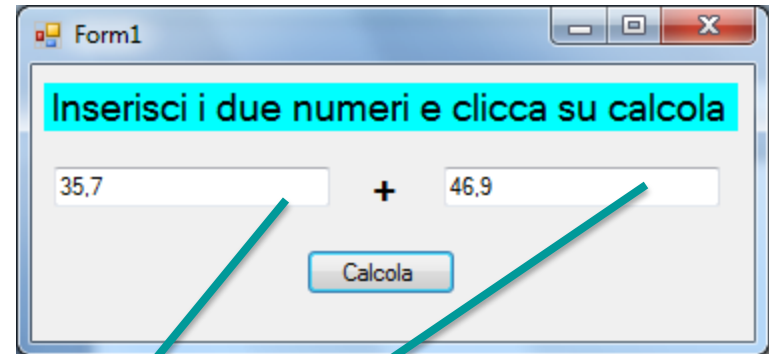 Form1
Inserisci i due numeri e clicca su calcola
35,7 + 46,9
Calcola